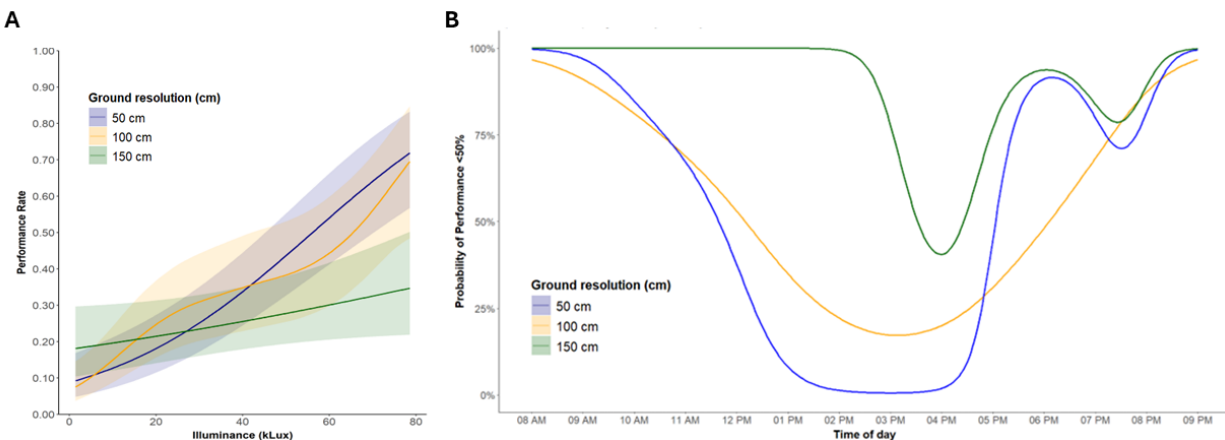 A
1.00
0.90
0.80
0.70
0.60
0.50
0.40
0.30
0.20
0.10
0.00
Performance Rate
Ground resolution (cm)
50 cm
100 cm
150 cm
0
20
40
60
80
Illuminance (kLux)
B
100%
75%
50%
25%
0%
Probability of Performance <50%
Ground resolution (cm)
50 cm
100 cm
150 cm
08 AM 09 AM 10 AM 11 AM 12 PM 01 PM 02 PM 03 PM 04 PM 05 PM 06 PM 07 PM 08 PM 09 PM
Time of day